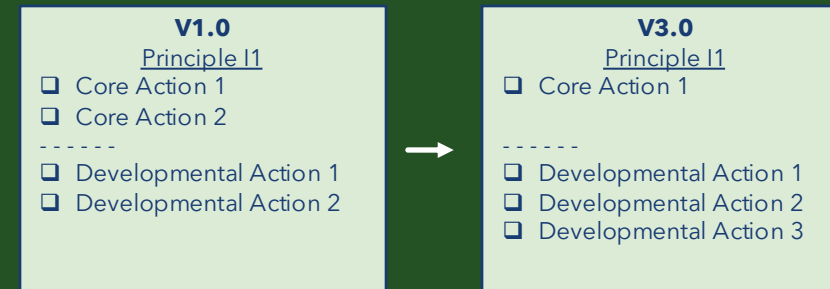 V1.0
Principle I1
❑ Core Action 1
❑ Core Action 2
- - - - - -
❑ Developmental Action 1
❑ Developmental Action 2
V3.0
Principle I1
❑ Core Action 1
- - - - - -
❑ Developmental Action 1
❑ Developmental Action 2
❑ Developmental Action 3